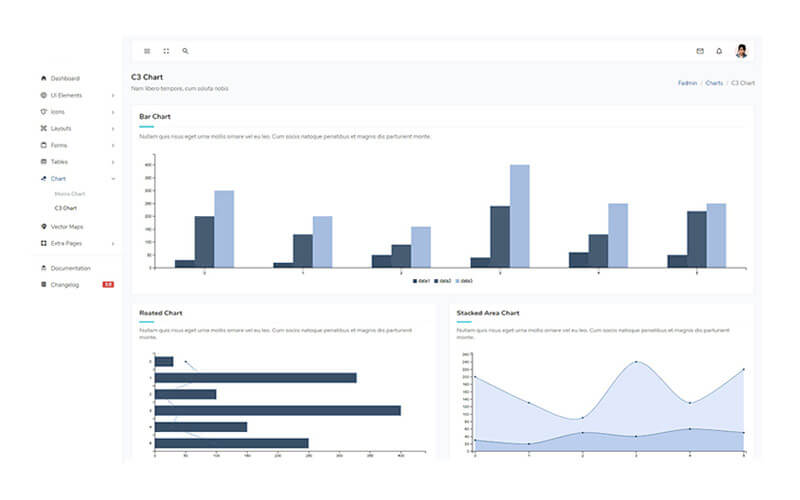 C3 Chart
Nam libero tempore, cum soluta nobis
Fadmin / Charts / C3 Chart
Dashboard
UI Elements
Icons
Layouts
Forms
Tables
Chart
Morris Chart
C3 Chart
Vector Maps
Extra Pages
Documentation
Changelog
Bar Chart
Nullam quis risus eget urna mollis ornare vel eu leo. Cum sociis natoque penatibus et magnis dis parturient monte.
400
350
300
250
200
150
100
50
0
0 1 2 3 4 5
data1 data2 data3
Roated Chart
Nullam quis risus eget urna mollis ornare vel eu leo. Cum sociis natoque penatibus et magnis dis parturient
monte.
0
1
2
3
4
5
0 50 100 150 200 250 300 350 400
Stacked Area Chart
Nullam quis risus eget urna mollis ornare vel eu leo. Cum sociis natoque penatibus et magnis dis parturient
monte.
260
240
220
200
180
160
140
120
100
80
60
40
20
0
0 1 2 3 4 5